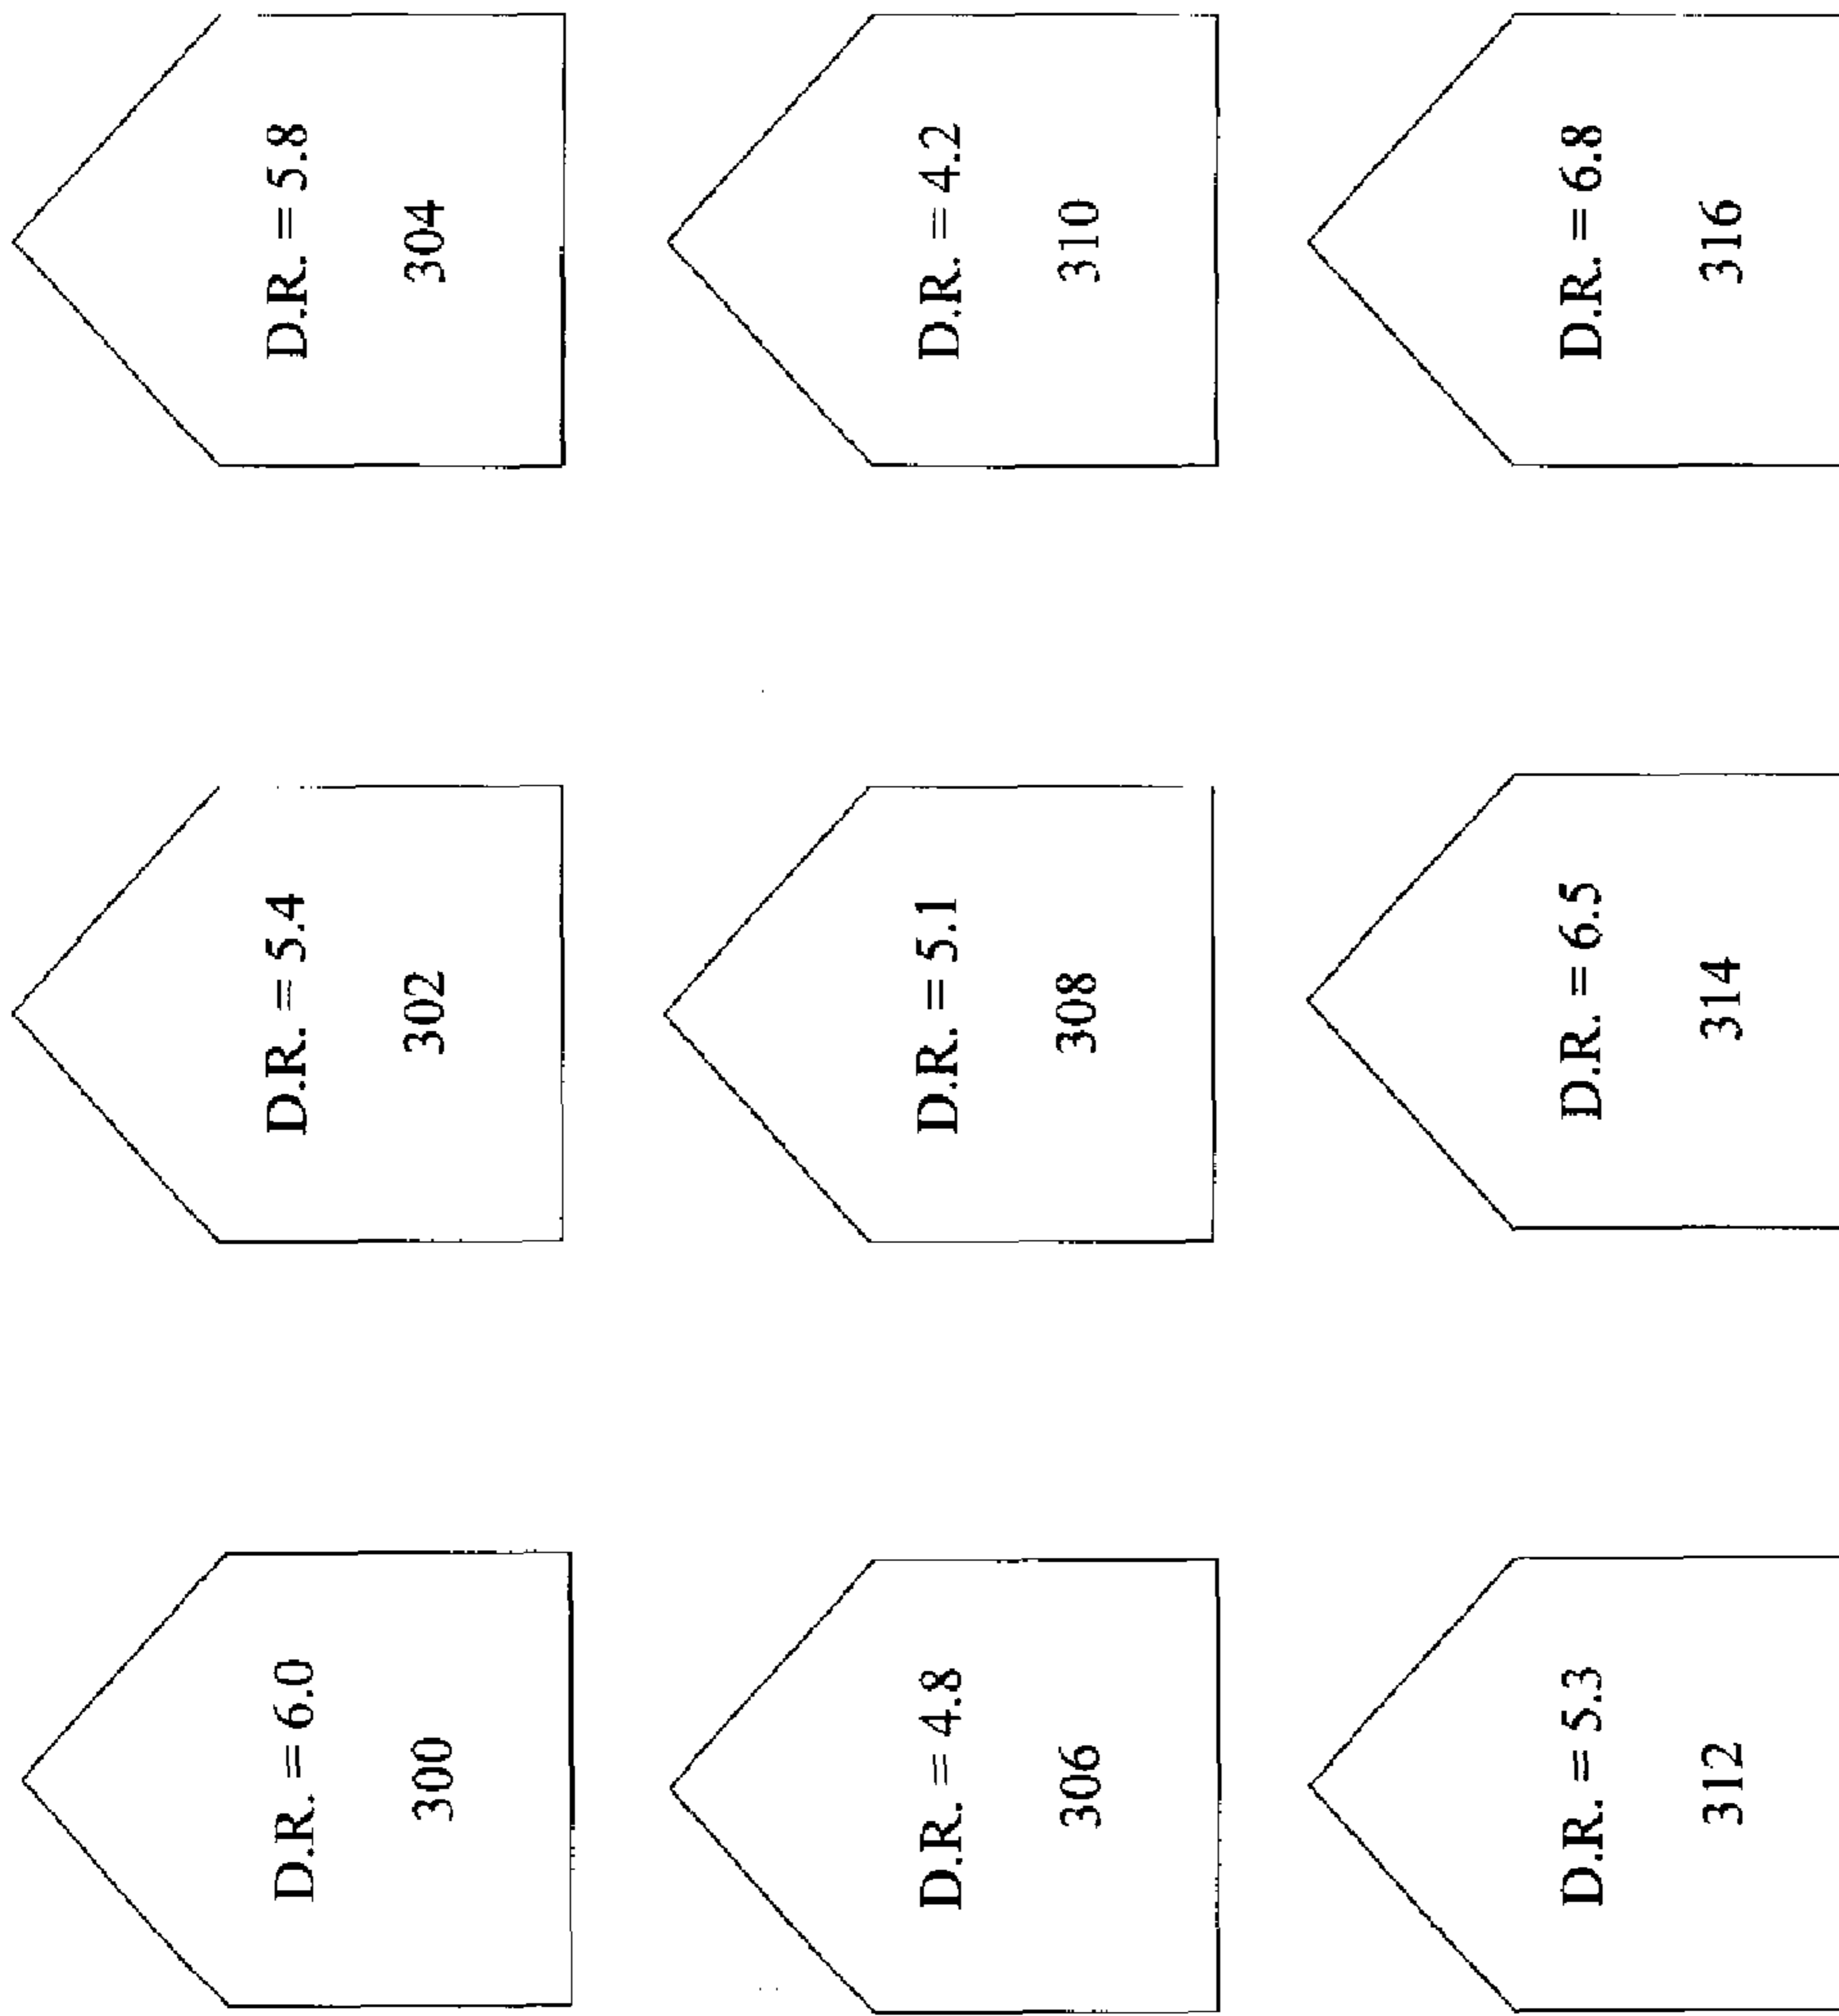 D.R. = 6.0
300
D.R. = 5.4
302
D.R. = 5.8
304
D.R. = 4.8
306
D.R. = 5.1
308
D.R. = 4.2
310
D.R. = 5.3
312
D.R. = 6.5
314
D.R. = 6.8
316